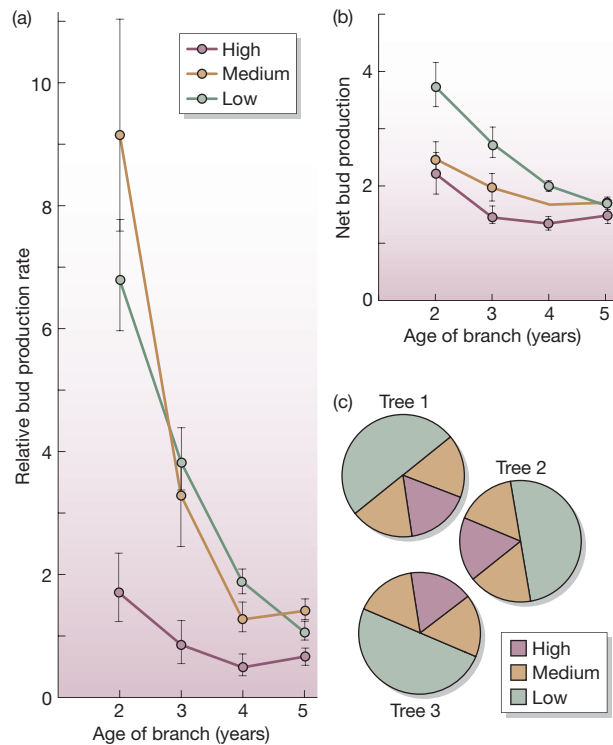 (a)
High
Medium
Low
10
8
6
4
2
0
2 3 4 5
Relative bud production rate
Age of branch (years)
(b)
4
2
0
2 3 4 5
Net bud production
Age of branch (years)
(c)
Tree 1
Tree 2
Tree 3
High
Medium
Low